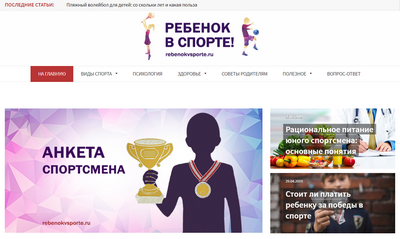 ПОСЛЕДНИЕ СТАТЬИ:
Пляжный волейбол для детей: со скольки лет и какая польза
РЕБЕНОК
В СПОРТЕ!
rebenokvsporte.ru
НА ГЛАВНУЮ
ВИДЫ СПОРТА
ПСИХОЛОГИЯ
ЗДОРОВЬЕ
СОВЕТЫ РОДИТЕЛЯМ
ПОЛЕЗНОЕ
ВОПРОС-ОТВЕТ
АНКЕТА
СПОРТСМЕНА
rebenokvsporte.ru
Рациональное питание
юного спортсмена:
основные понятия
Стоит ли платить
ребенку за победы в
спорте